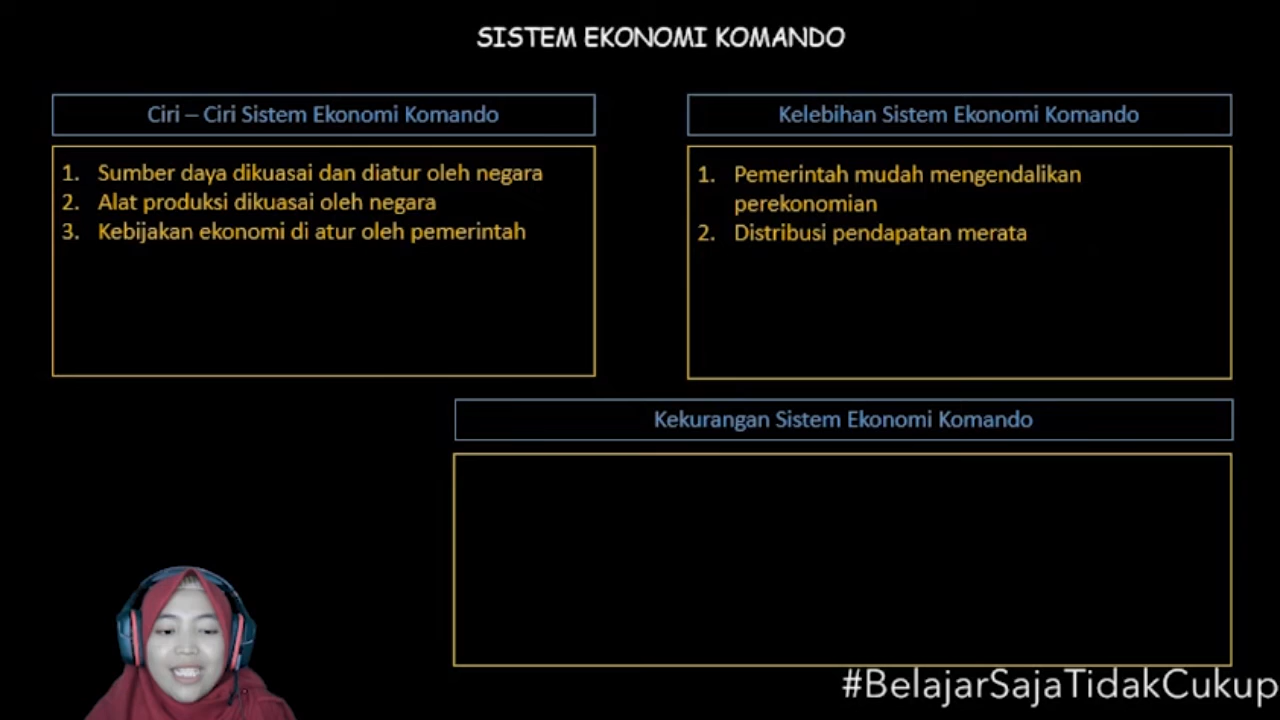 SISTEM EKONOMI KOMANDO
Ciri – Ciri Sistem Ekonomi Komando
1. Sumber daya dikuasai dan diatur oleh negara
2. Alat produksi dikuasai oleh negara
3. Kebijakan ekonomi di atur oleh pemerintah
Kelebihan Sistem Ekonomi Komando
1. Pemerintah mudah mengendalikan
perekonomian
2. Distribusi pendapatan merata
Kekurangan Sistem Ekonomi Komando
#BelajarSajaTidakCukup